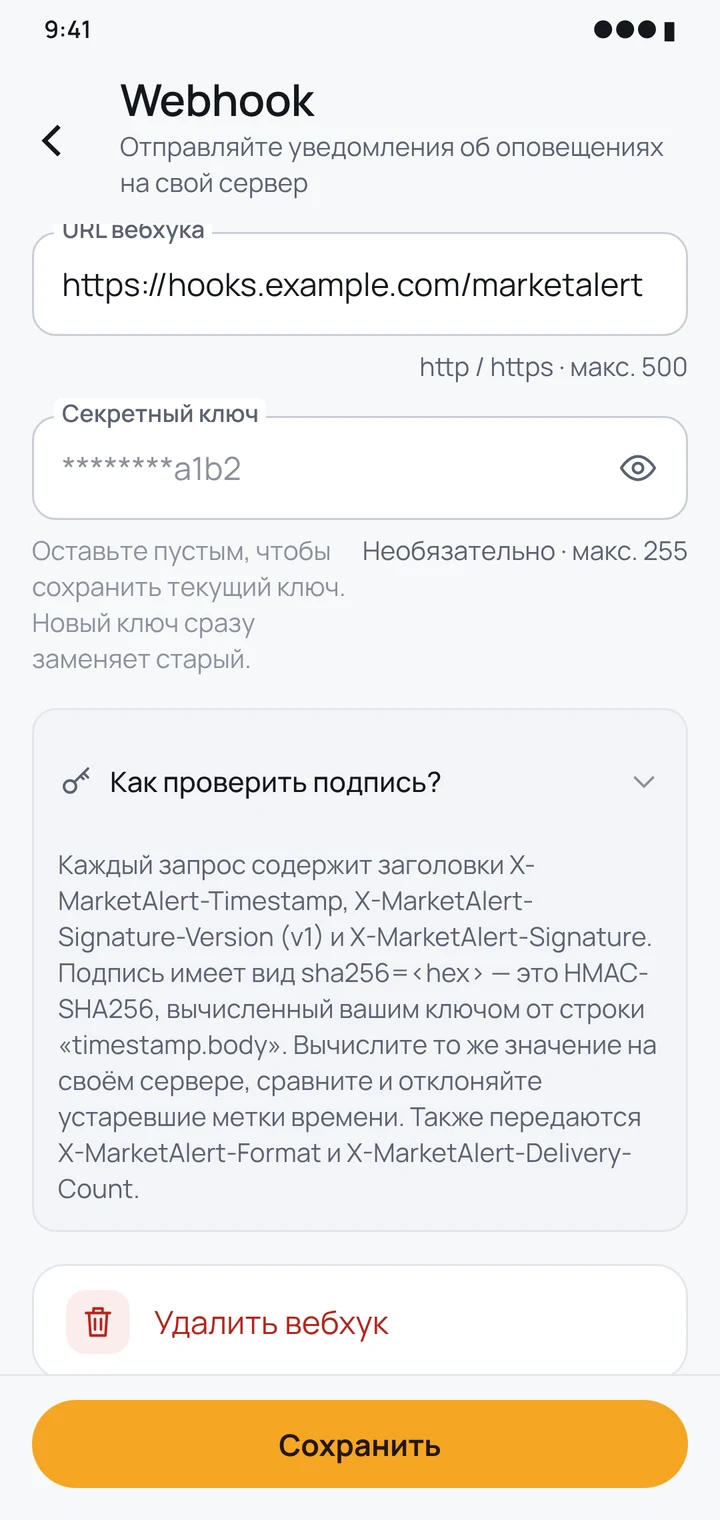 9:41
Webhook
Отправляйте уведомления об оповещениях
на свой сервер
URL вебхука
https://hooks.example.com/marketalert
http / https · макс. 500
Секретный ключ
********a1b2
Оставьте пустым, чтобы
сохранить текущий ключ.
Новый ключ сразу
заменяет старый.
Необязательно · макс. 255
Как проверить подпись?
Каждый запрос содержит заголовки X-
MarketAlert-Timestamp, X-MarketAlert-
Signature-Version (v1) и X-MarketAlert-Signature.
Подпись имеет вид sha256=<hex> — это HMAC-
SHA256, вычисленный вашим ключом от строки
«timestamp.body». Вычислите то же значение на
своём сервере, сравните и отклоняйте
устаревшие метки времени. Также передаются
X-MarketAlert-Format и X-MarketAlert-Delivery-
Count.
Удалить вебхук
Сохранить